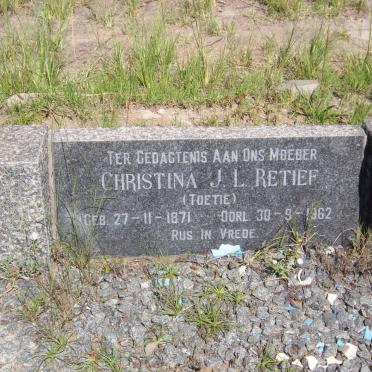 TER GEDAGTENIS AAN ONS MOEDER
CHRISTINA J. L. RETIEF
(TOETIE)
GEB. 27-11-1871 OORL. 30-9-1962
RUS IN VREDE